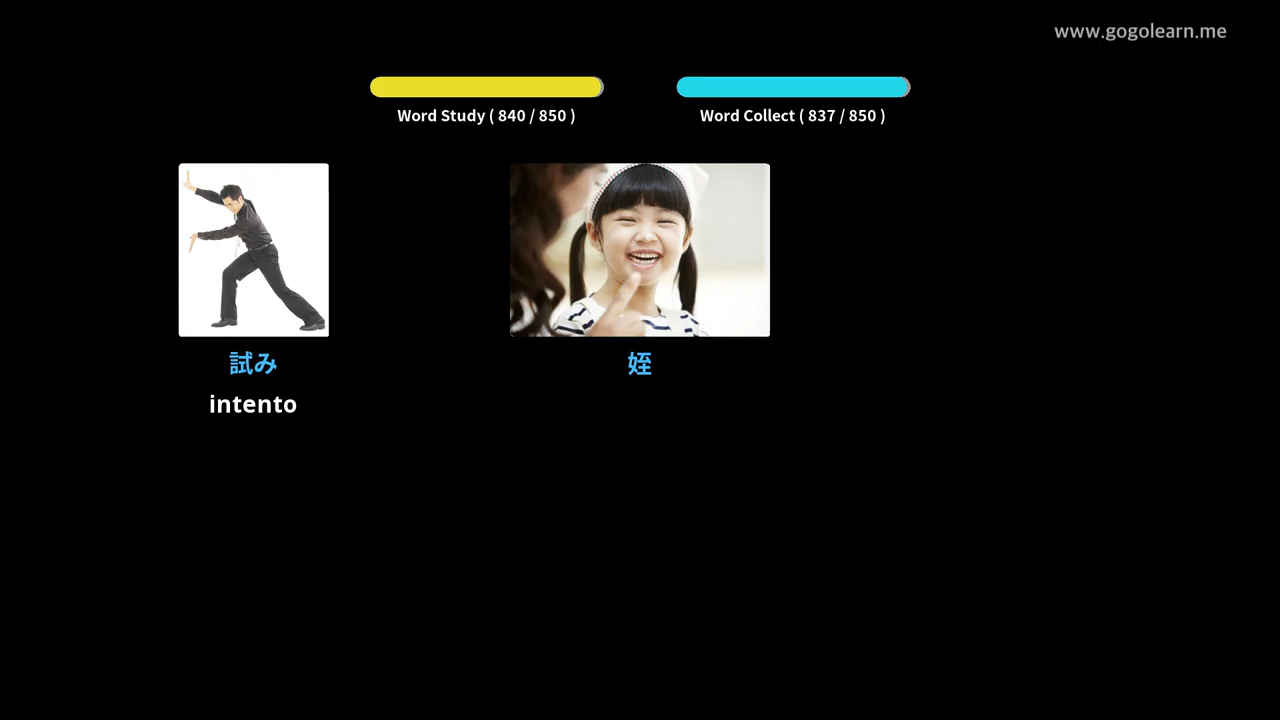 www.gogolearn.me
Word Study ( 840 / 850 )
Word Collect ( 837 / 850 )
試み
intento
姪